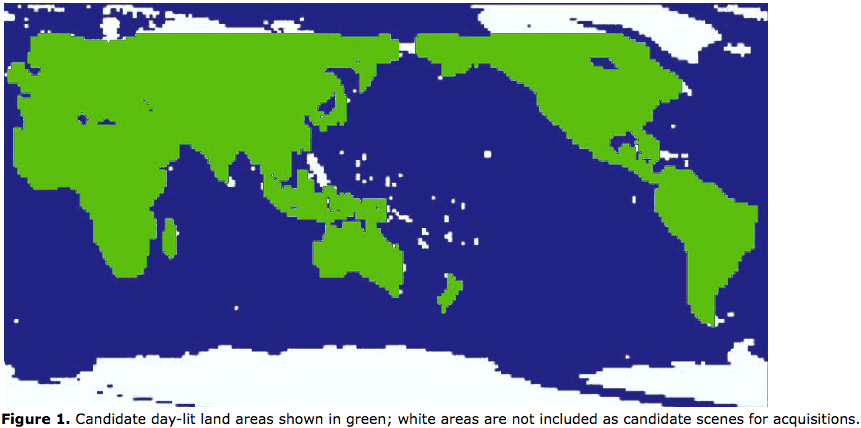 Figure 1. Candidate day-lit land areas shown in green; white areas are not included as candidate scenes for acquisitions.